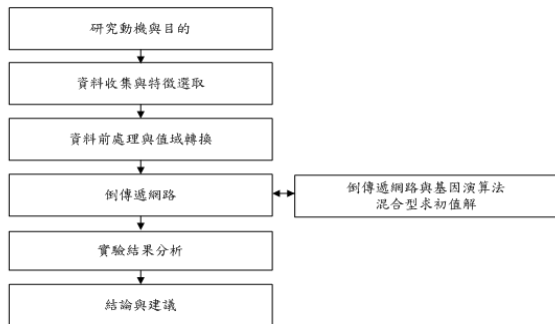 研究動機與目的
資料收集與特徵選取
資料前處理與值域轉換
倒傳遞網路
倒傳遞網路與基因演算法
混合型求初值解
實驗結果分析
結論與建議